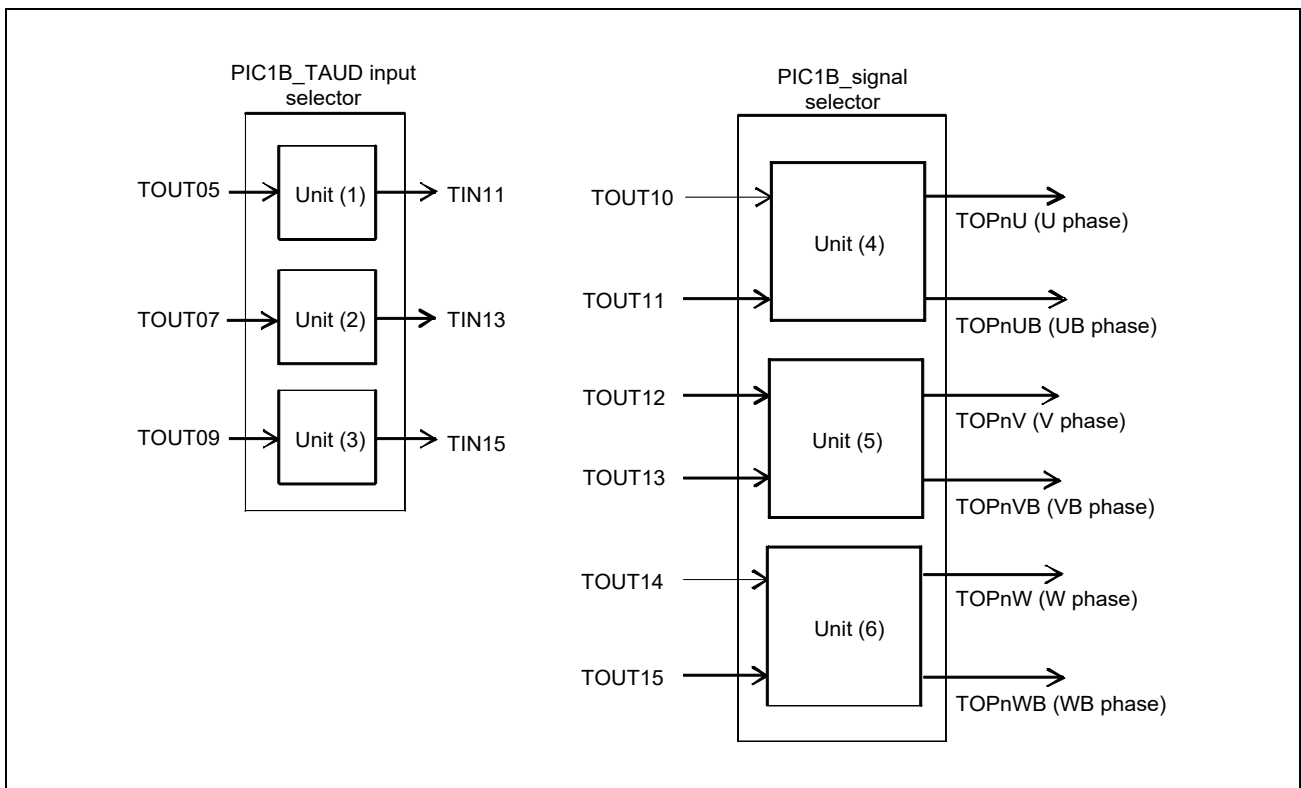 PIC1B_TAUD input
selector
TOUT05
Unit (1)
TIN11
TOUT07
Unit (2)
TIN13
TOUT09
Unit (3)
TIN15
PIC1B_signal
selector
TOUT10
TOPnU (U phase)
Unit (4)
TOUT11
TOPnUB (UB phase)
TOUT12
TOPnV (V phase)
Unit (5)
TOUT13
TOPnVB (VB phase)
TOUT14
TOPnW (W phase)
Unit (6)
TOUT15
TOPnWB (WB phase)